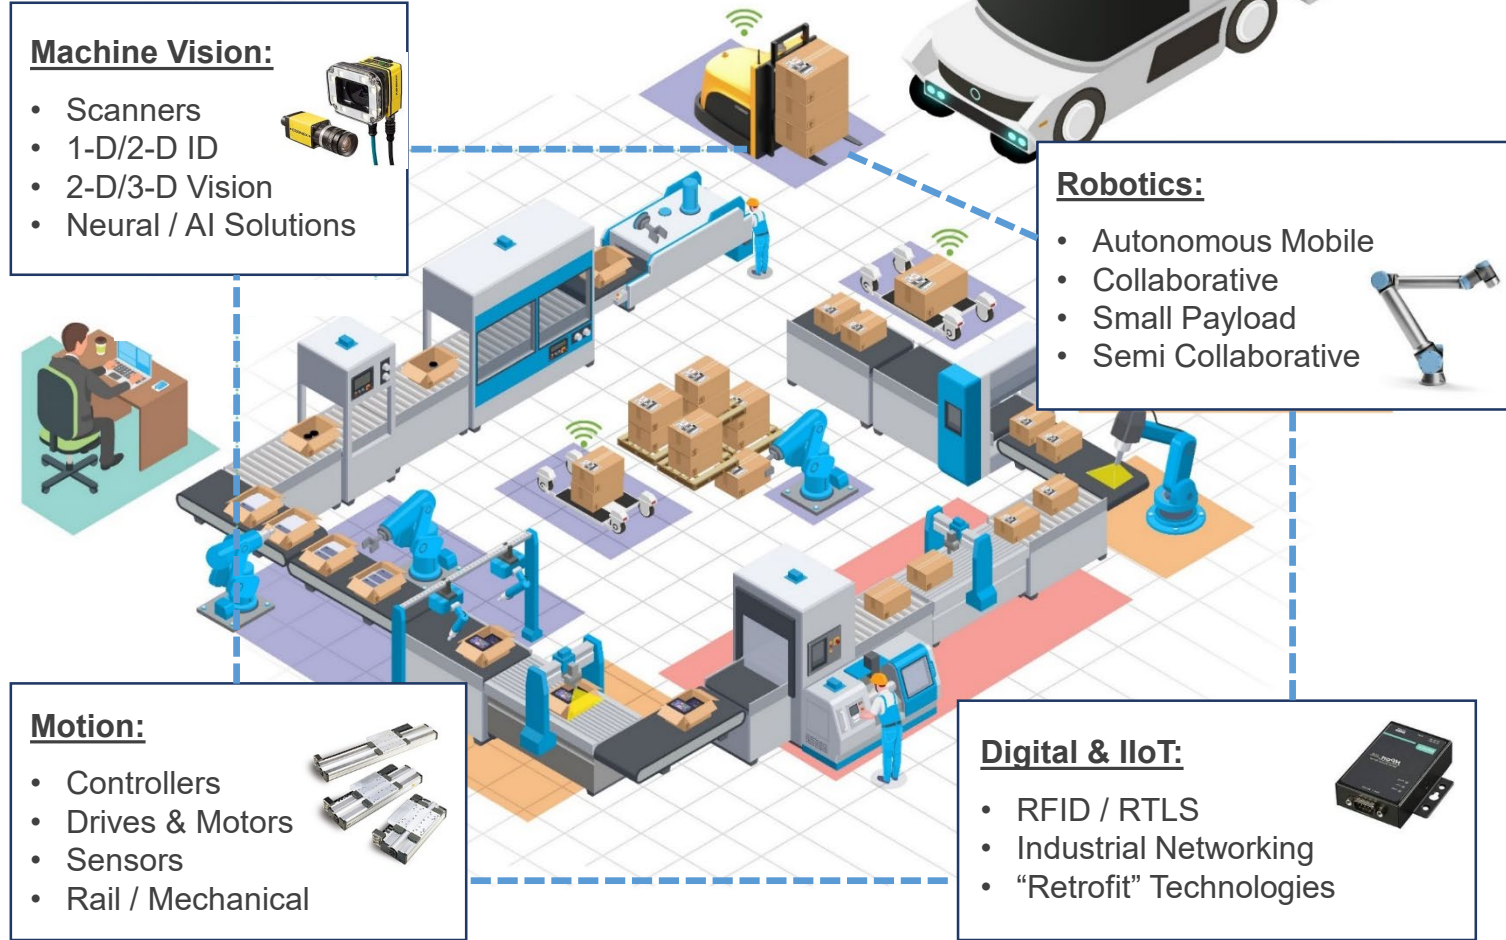 Machine Vision:
• Scanners
• 1-D/2-D ID
• 2-D/3-D Vision
• Neural / AI Solutions
Robotics:
• Autonomous Mobile
• Collaborative
• Small Payload
• Semi Collaborative
Motion:
• Controllers
• Drives & Motors
• Sensors
• Rail / Mechanical
Digital & IIoT:
• RFID / RTLS
• Industrial Networking
• “Retrofit” Technologies